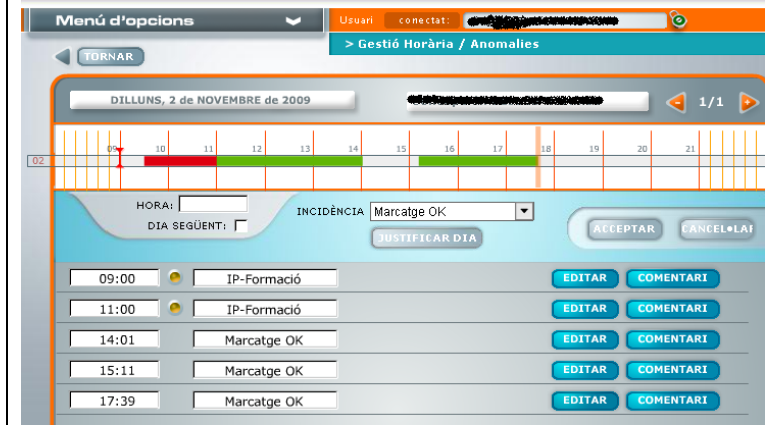 Menú d'opcions
Usuari conectat:
> Gestió Horària / Anomalies
TORNAR
DILLUNS, 2 de NOVEMBRE de 2009
1/1
09 10 11 12 13 14 15 16 17 18 19 20 21
02
HORA:
DIA SEGÜENT:
INCIDÈNCIA Marcatge OK
JUSTIFICAR DIA
ACCEPTAR CANCEL•LAR
09:00 IP-Formació EDITAR COMENTARI
11:00 IP-Formació EDITAR COMENTARI
14:01 Marcatge OK EDITAR COMENTARI
15:11 Marcatge OK EDITAR COMENTARI
17:39 Marcatge OK EDITAR COMENTARI